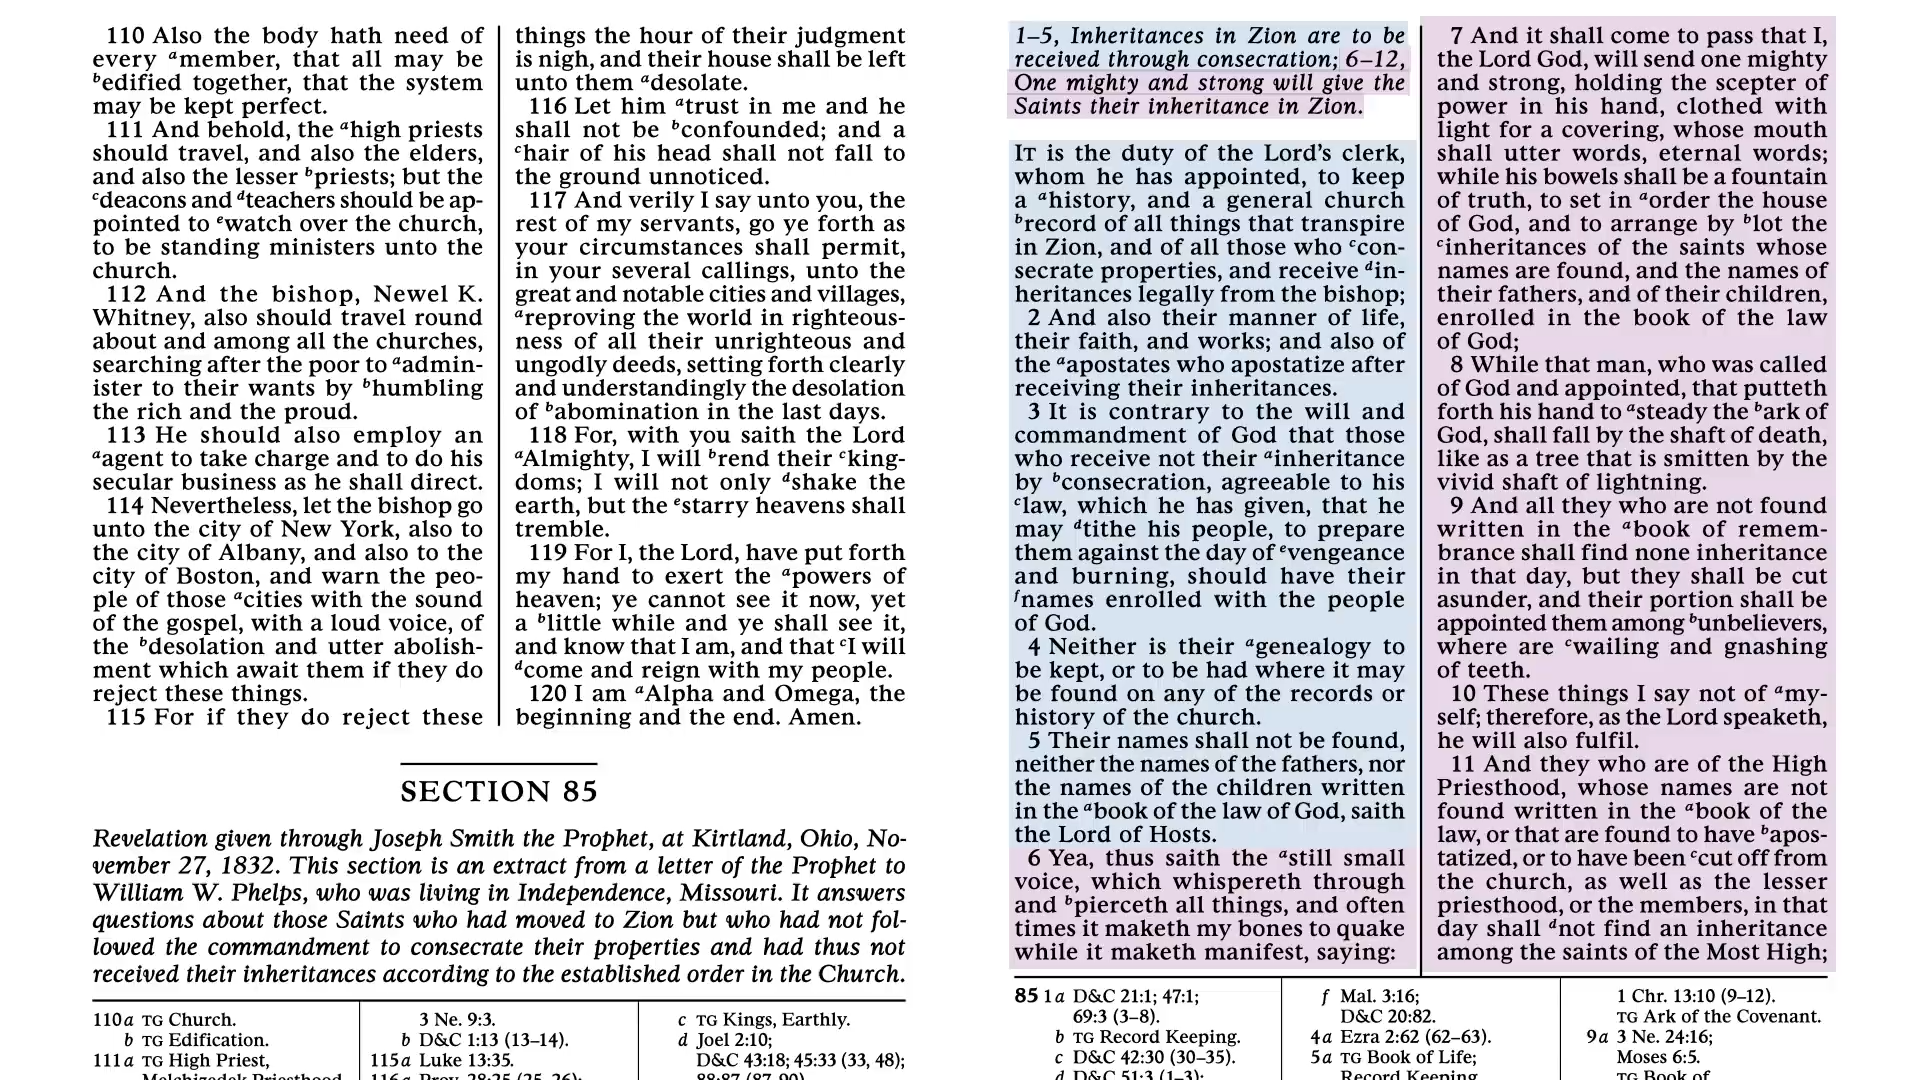 110 Also the body hath need of
every ᵃmember, that all may be
ᵇedified together, that the system
may be kept perfect.
111 And behold, the ᵃhigh priests
should travel, and also the elders,
and also the lesser ᵇpriests; but the
ᶜdeacons and ᵈteachers should be ap-
pointed to ᵉwatch over the church,
to be standing ministers unto the
church.
112 And the bishop, Newel K.
Whitney, also should travel round
about and among all the churches,
searching after the poor to ᵃadmin-
ister to their wants by ᵇhumbling
the rich and the proud.
113 He should also employ an
ᵃagent to take charge and to do his
secular business as he shall direct.
114 Nevertheless, let the bishop go
unto the city of New York, also to
the city of Albany, and also to the
city of Boston, and warn the peo-
ple of those ᵃcities with the sound
of the gospel, with a loud voice, of
the ᵇdesolation and utter abolish-
ment which await them if they do
reject these things.
115 For if they do reject these
things the hour of their judgment
is nigh, and their house shall be left
unto them ᵃdesolate.
116 Let him ᵃtrust in me and he
shall not be ᵇconfounded; and a
ᶜhair of his head shall not fall to
the ground unnoticed.
117 And verily I say unto you, the
rest of my servants, go ye forth as
your circumstances shall permit,
in your several callings, unto the
great and notable cities and villages,
ᵃreproving the world in righteous-
ness of all their unrighteous and
ungodly deeds, setting forth clearly
and understandingly the desolation
of ᵇabomination in the last days.
118 For, with you saith the Lord
ᵃAlmighty, I will ᵇrend their ᶜking-
doms; I will not only ᵈshake the
earth, but the ᵉstarry heavens shall
tremble.
119 For I, the Lord, have put forth
my hand to exert the ᵃpowers of
heaven; ye cannot see it now, yet
a ᵇlittle while and ye shall see it,
and know that I am, and that ᶜI will
ᵈcome and reign with my people.
120 I am ᵃAlpha and Omega, the
beginning and the end. Amen.
SECTION 85
Revelation given through Joseph Smith the Prophet, at Kirtland, Ohio, No-
vember 27, 1832. This section is an extract from a letter of the Prophet to
William W. Phelps, who was living in Independence, Missouri. It answers
questions about those Saints who had moved to Zion but who had not fol-
lowed the commandment to consecrate their properties and had thus not
received their inheritances according to the established order in the Church.
110a TG Church.
b TG Edification.
111a TG High Priest,
Melchizedek Priesthood
3 Ne. 9:3.
b D&C 1:13 (13–14).
115a Luke 13:35.
116a Prov. 28:25 (25–26);
c TG Kings, Earthly.
d Joel 2:10;
D&C 43:18; 45:33 (33, 48);
88:87 (87–90)
1–5, Inheritances in Zion are to be
received through consecration; 6–12,
One mighty and strong will give the
Saints their inheritance in Zion.
IT is the duty of the Lord’s clerk,
whom he has appointed, to keep
a ᵃhistory, and a general church
ᵇrecord of all things that transpire
in Zion, and of all those who ᶜcon-
secrate properties, and receive ᵈin-
heritances legally from the bishop;
2 And also their manner of life,
their faith, and works; and also of
the ᵃapostates who apostatize after
receiving their inheritances.
3 It is contrary to the will and
commandment of God that those
who receive not their ᵃinheritance
by ᵇconsecration, agreeable to his
ᶜlaw, which he has given, that he
may ᵈtithe his people, to prepare
them against the day of ᵉvengeance
and burning, should have their
ᶠnames enrolled with the people
of God.
4 Neither is their ᵃgenealogy to
be kept, or to be had where it may
be found on any of the records or
history of the church.
5 Their names shall not be found,
neither the names of the fathers, nor
the names of the children written
in the ᵃbook of the law of God, saith
the Lord of Hosts.
6 Yea, thus saith the ᵃstill small
voice, which whispereth through
and ᵇpierceth all things, and often
times it maketh my bones to quake
while it maketh manifest, saying:
7 And it shall come to pass that I,
the Lord God, will send one mighty
and strong, holding the scepter of
power in his hand, clothed with
light for a covering, whose mouth
shall utter words, eternal words;
while his bowels shall be a fountain
of truth, to set in ᵃorder the house
of God, and to arrange by ᵇlot the
ᶜinheritances of the saints whose
names are found, and the names of
their fathers, and of their children,
enrolled in the book of the law
of God;
8 While that man, who was called
of God and appointed, that putteth
forth his hand to ᵃsteady the ᵇark of
God, shall fall by the shaft of death,
like as a tree that is smitten by the
vivid shaft of lightning.
9 And all they who are not found
written in the ᵃbook of remem-
brance shall find none inheritance
in that day, but they shall be cut
asunder, and their portion shall be
appointed them among ᵇunbelievers,
where are ᶜwailing and gnashing
of teeth.
10 These things I say not of ᵃmy-
self; therefore, as the Lord speaketh,
he will also fulfil.
11 And they who are of the High
Priesthood, whose names are not
found written in the ᵃbook of the
law, or that are found to have ᵇapos-
tatized, or to have been ᶜcut off from
the church, as well as the lesser
priesthood, or the members, in that
day shall ᵈnot find an inheritance
among the saints of the Most High;
85 1a D&C 21:1; 47:1;
69:3 (3–8).
b TG Record Keeping.
c D&C 42:30 (30–35).
d D&C 51:3 (1–3);
f Mal. 3:16;
D&C 20:82.
4a Ezra 2:62 (62–63).
5a TG Book of Life;
Record Keeping
1 Chr. 13:10 (9–12).
TG Ark of the Covenant.
9a 3 Ne. 24:16;
Moses 6:5.
TG Book of